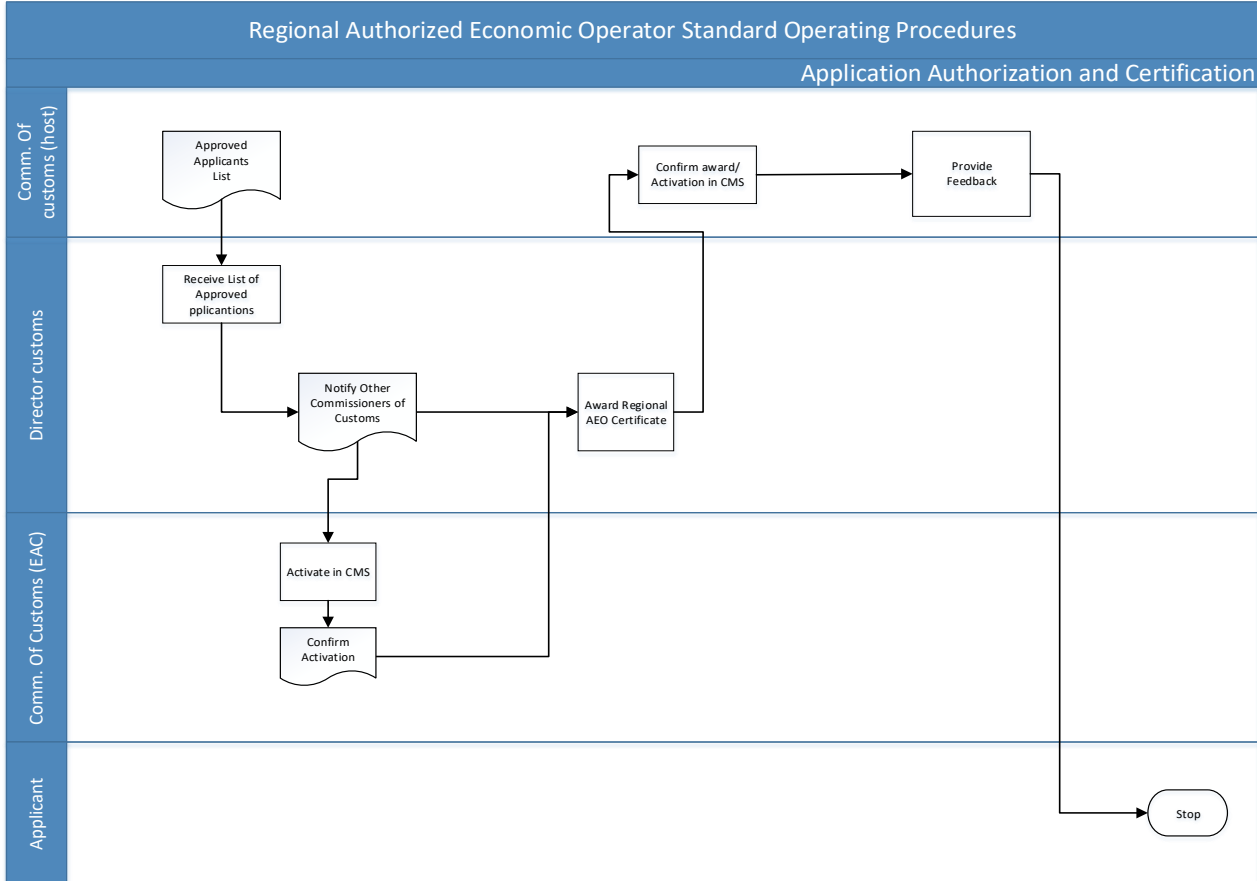 Regional Authorized Economic Operator Standard Operating Procedures
Application Authorization and Certification
Comm. Of
customs (host)
Approved
Applicants
List
Confirm award/
Activation in CMS
Provide
Feedback
Director customs
Receive List of
Approved
pplicantions
Notify Other
Commissioners of
Customs
Award Regional
AEO Certificate
Comm. Of Customs (EAC)
Activate in CMS
Confirm
Activation
Applicant
Stop